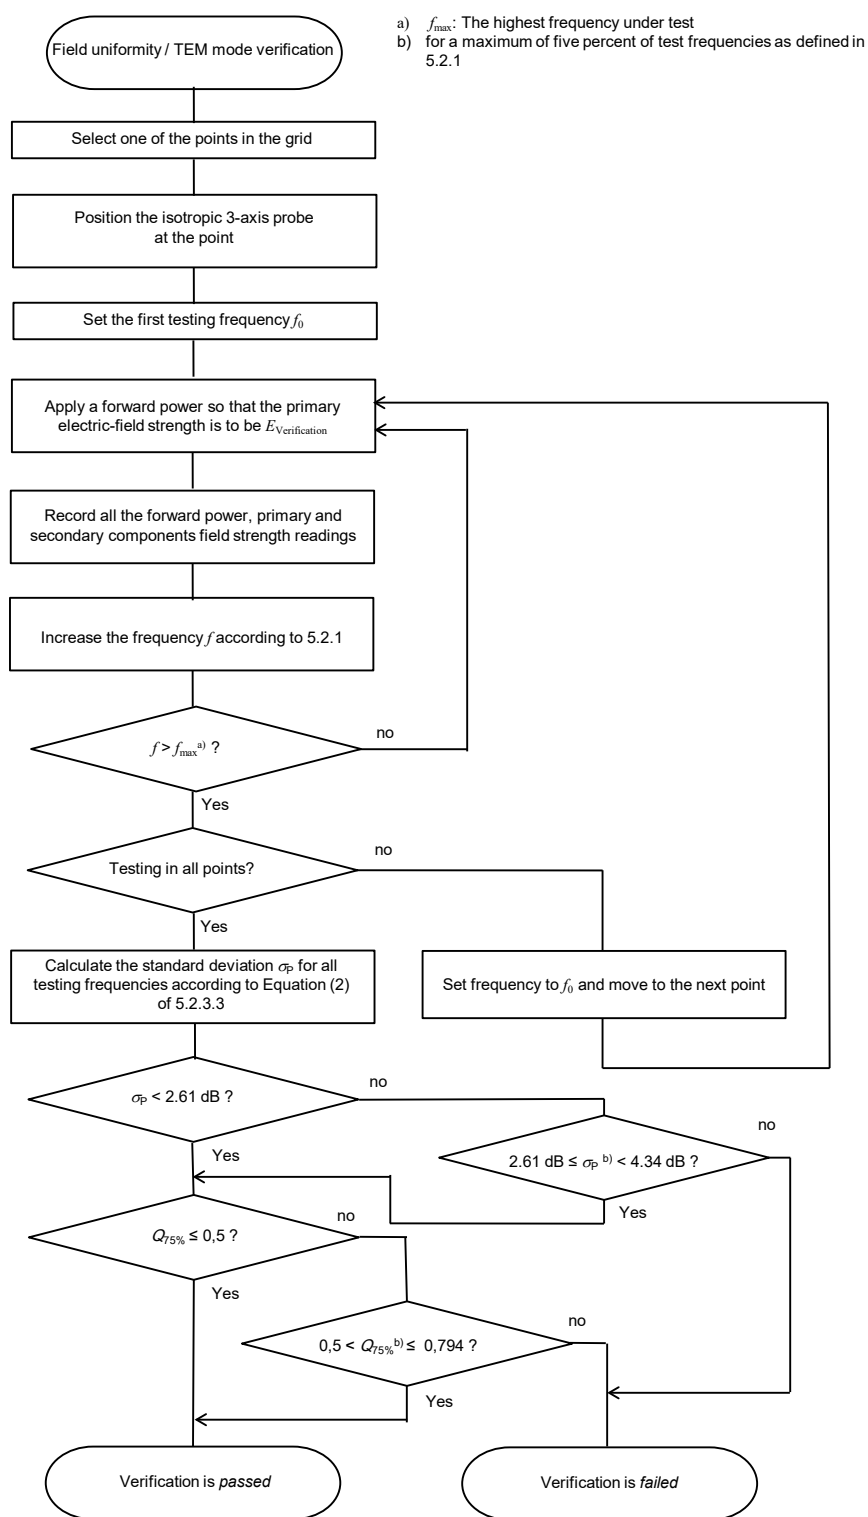 Field uniformity / TEM mode verification
a) fmax: The highest frequency under test
b) for a maximum of five percent of test frequencies as defined in
5.2.1
Select one of the points in the grid
Position the isotropic 3-axis probe
at the point
Set the first testing frequency f0
Apply a forward power so that the primary
electric-field strength is to be EVerification
Record all the forward power, primary and
secondary components field strength readings
Increase the frequency f according to 5.2.1
f > fmax a) ?
no
Yes
Testing in all points?
no
Yes
Calculate the standard deviation σP for all
testing frequencies according to Equation (2)
of 5.2.3.3
Set frequency to f0 and move to the next point
σP < 2.61 dB ?
no
Yes
2.61 dB ≤ σP b) < 4.34 dB ?
no
Yes
Q75% ≤ 0,5 ?
no
Yes
0,5 < Q75% b) ≤ 0,794 ?
no
Yes
Verification is passed
Verification is failed